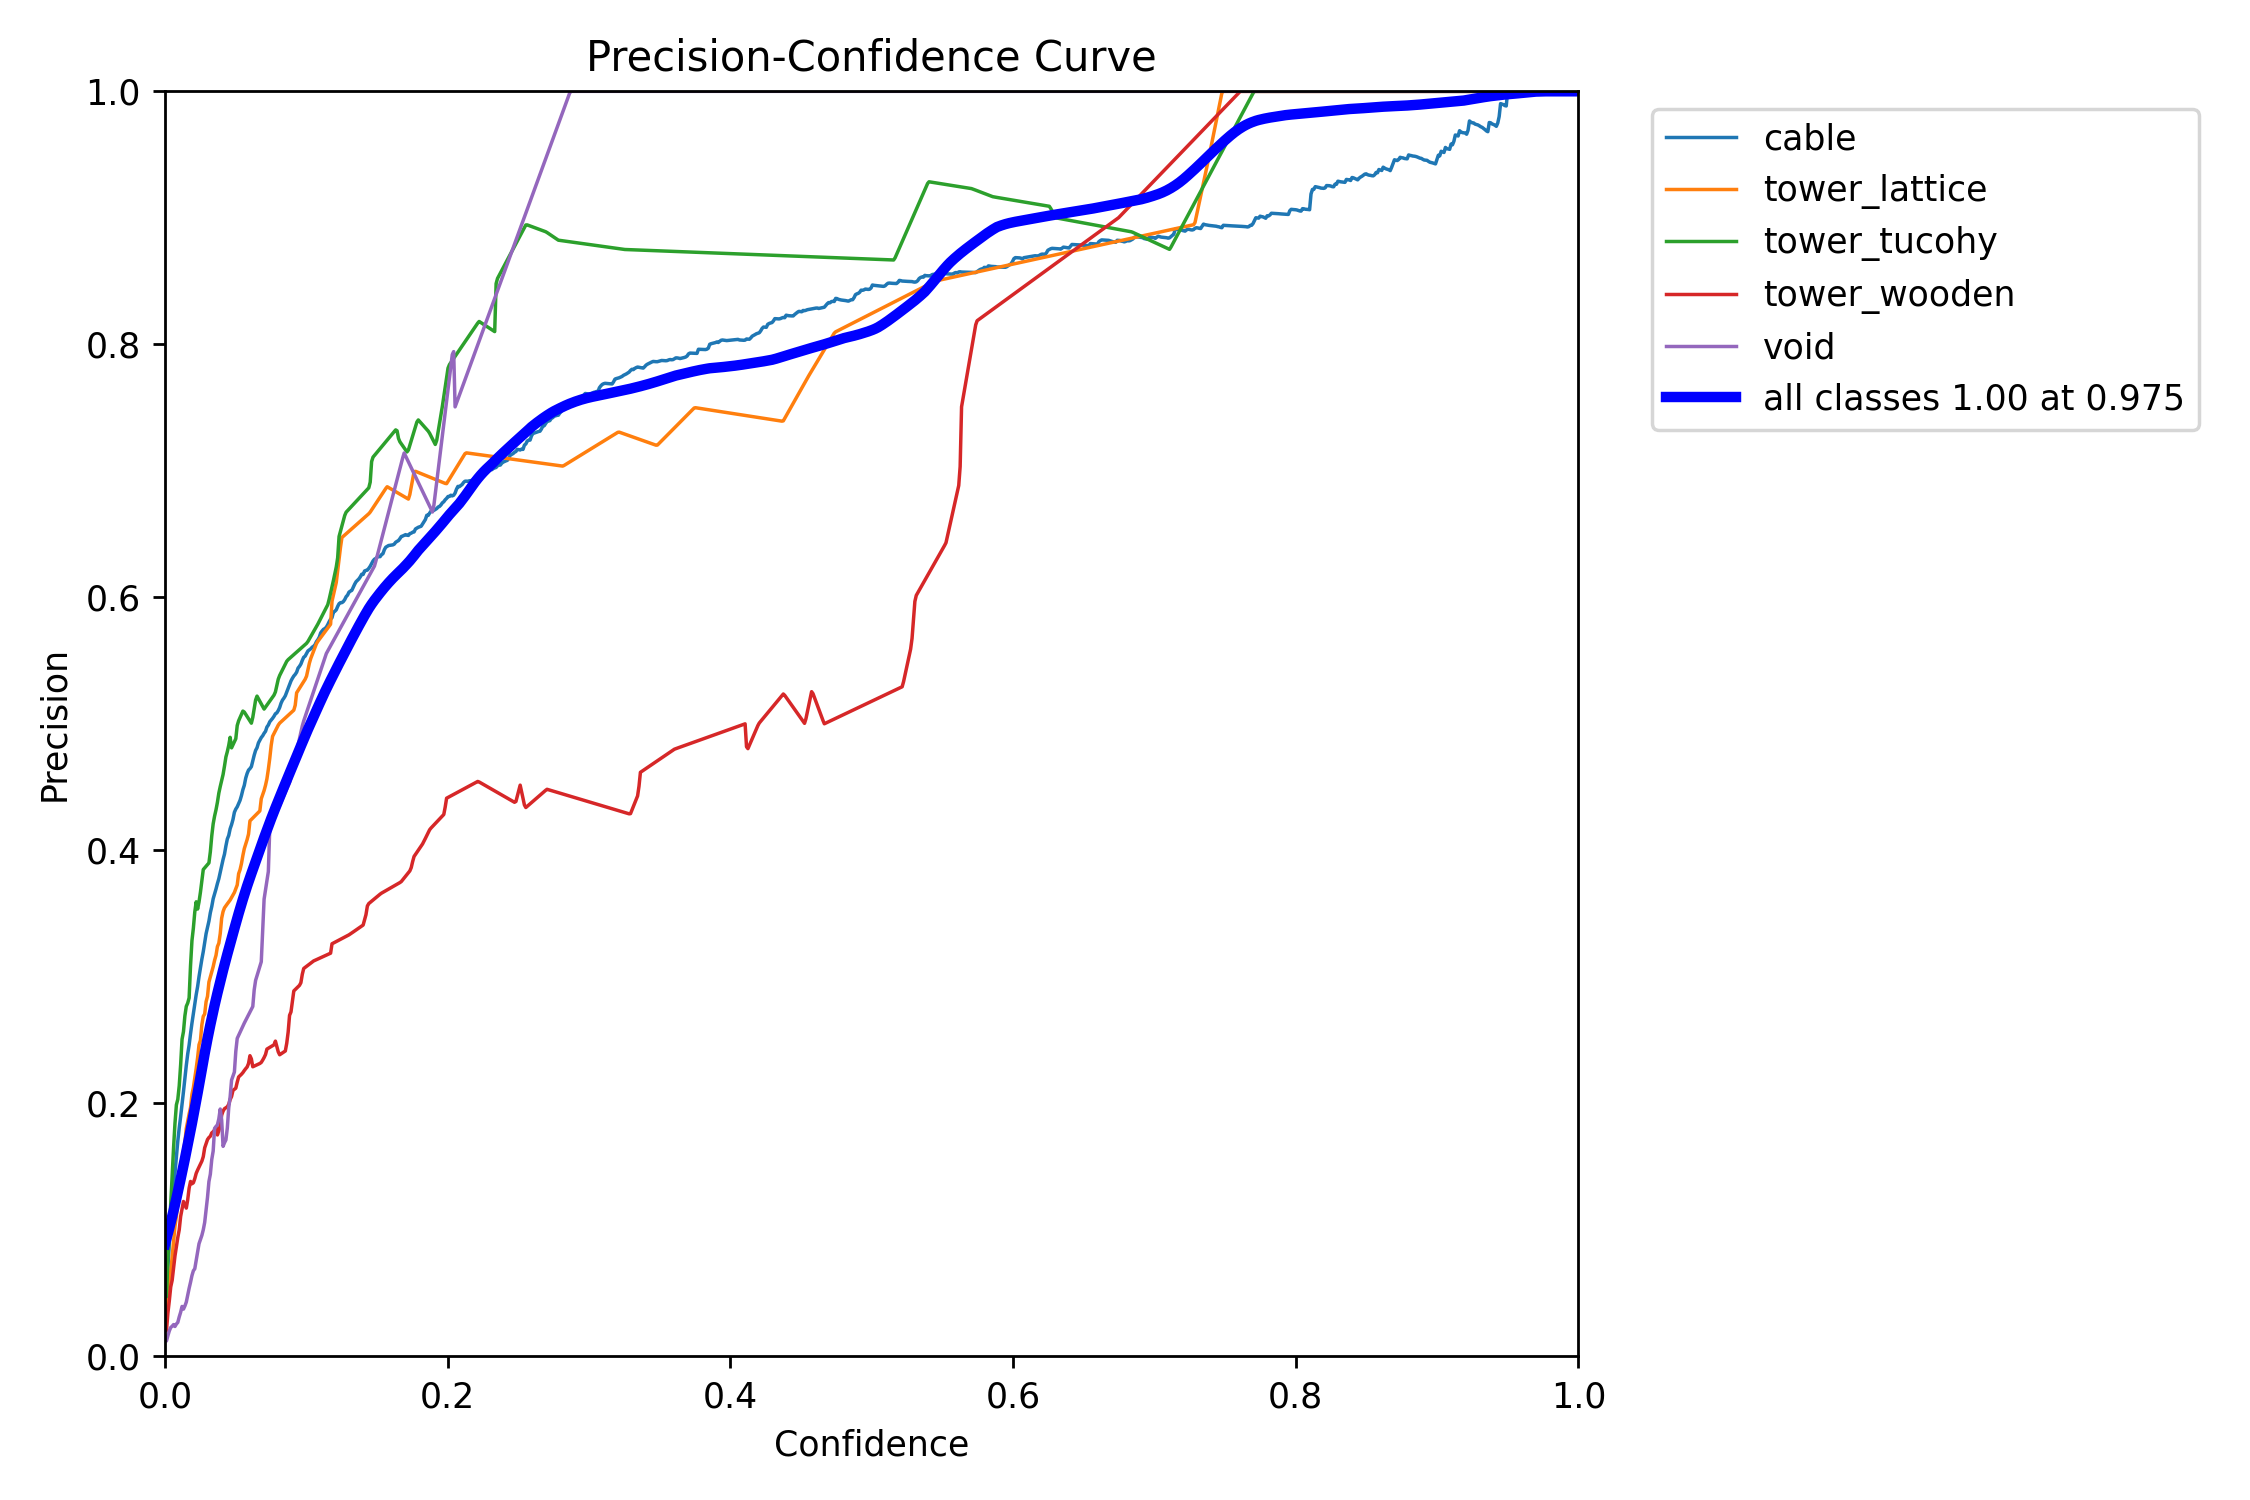 Precision-Confidence Curve
1.0
0.8
0.6
0.4
0.2
0.0
Precision
0.0 0.2 0.4 0.6 0.8 1.0
Confidence
cable
tower_lattice
tower_tucohy
tower_wooden
void
all classes 1.00 at 0.975